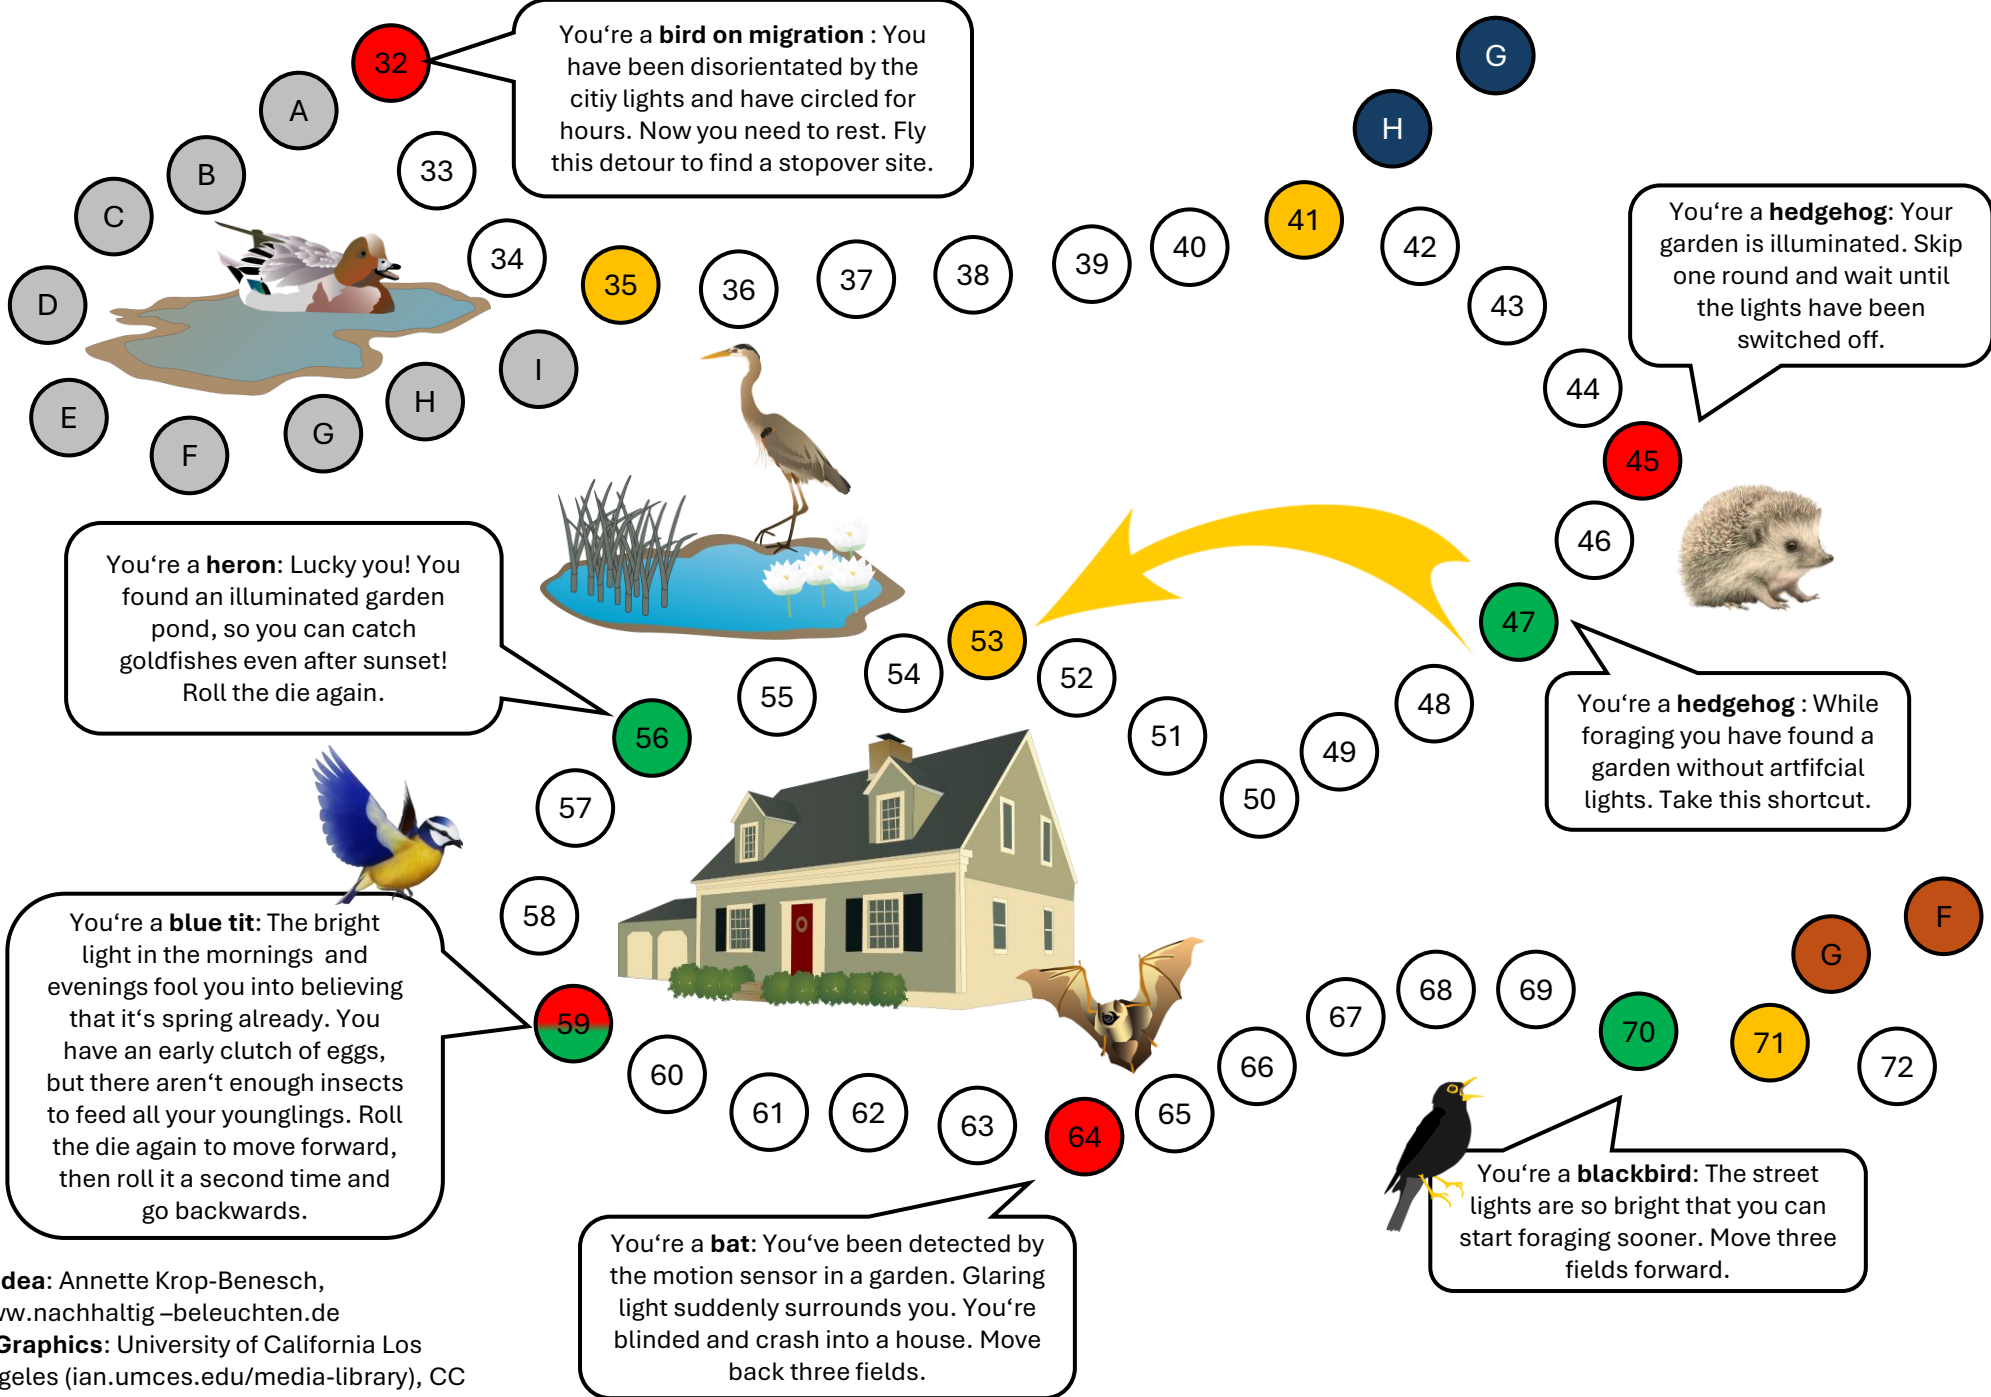 32
You‘re a bird on migration : You
have been disorientated by the
citiy lights and have circled for
hours. Now you need to rest. Fly
this detour to find a stopover site.
G
A
H
B
33
C
34
35
36
37
38
39
40
41
42
43
You‘re a hedgehog: Your
garden is illuminated. Skip
one round and wait until
the lights have been
switched off.
D
E
F
G
H
I
44
45
46
47
You‘re a heron: Lucky you! You
found an illuminated garden
pond, so you can catch
goldfishes even after sunset!
Roll the die again.
You‘re a hedgehog : While
foraging you have found a
garden without artfifcial
lights. Take this shortcut.
48
49
50
51
52
53
54
55
56
57
58
59
You‘re a blue tit: The bright
light in the mornings and
evenings fool you into believing
that it‘s spring already. You
have an early clutch of eggs,
but there aren‘t enough insects
to feed all your younglings. Roll
the die again to move forward,
then roll it a second time and
go backwards.
60
61
62
63
64
65
66
67
68
69
70
71
72
G
F
You‘re a bat: You‘ve been detected by
the motion sensor in a garden. Glaring
light suddenly surrounds you. You‘re
blinded and crash into a house. Move
back three fields.
You‘re a blackbird: The street
lights are so bright that you can
start foraging sooner. Move three
fields forward.
dea: Annette Krop-Benesch,
w.nachhaltig –beleuchten.de
Graphics: University of California Los
geles (ian.umces.edu/media-library), CC